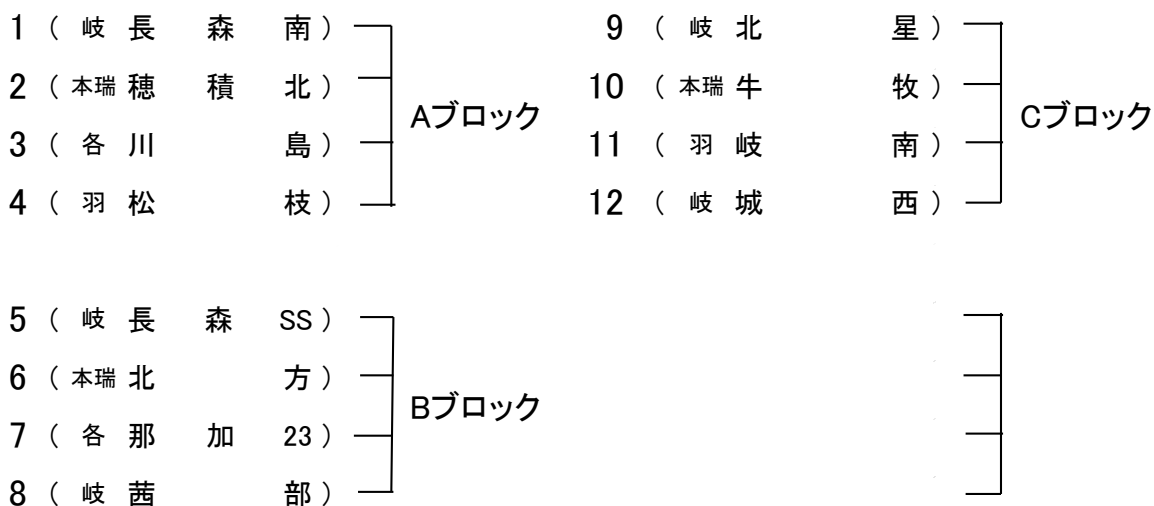 1 （ 岐 長 森 南 ）
2 （ 本瑞 穂 積 北 ）
3 （ 各 川 島 ）
4 （ 羽 松 枝 ）
Aブロック
9 （ 岐 北 星 ）
10 （ 本瑞 牛 牧 ）
11 （ 羽 岐 南 ）
12 （ 岐 城 西 ）
Cブロック
5 （ 岐 長 森 SS ）
6 （ 本瑞 北 方 ）
7 （ 各 那 加 23 ）
8 （ 岐 茜 部 ）
Bブロック